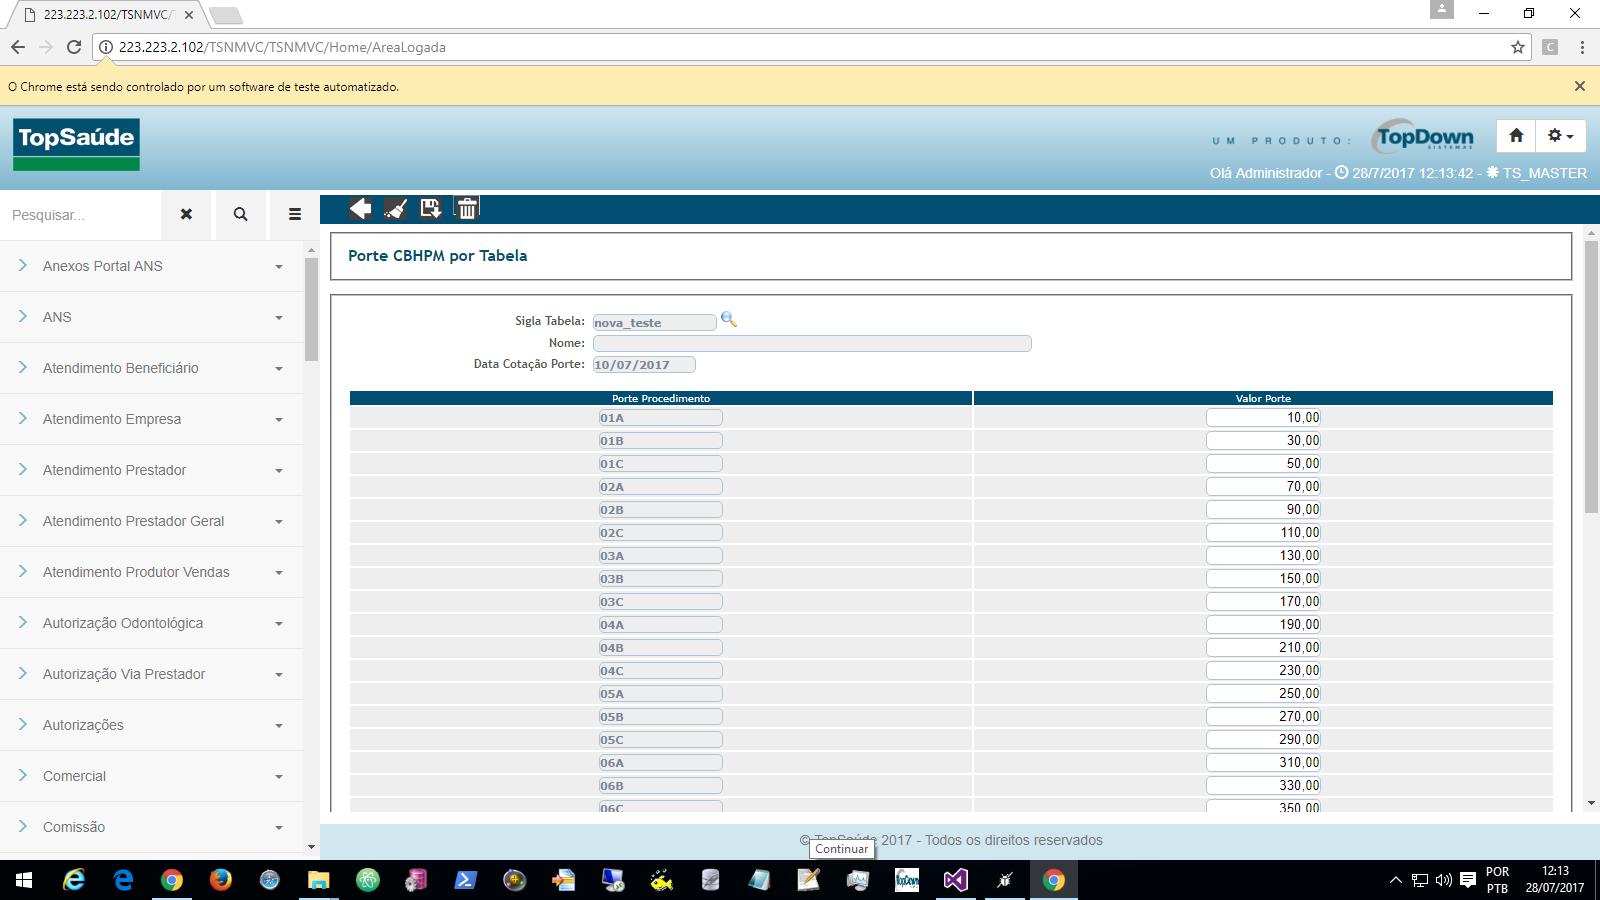 223.223.2.102/TSNMVC/T
223.223.2.102/TSNMVC/TSNMVC/Home/AreaLogada
C
O Chrome está sendo controlado por um software de teste automatizado.
TopSaúde
UM PRODUTO:
TopDown
SISTEMAS
Olá Administrador - 28/7/2017 12:13:42 - TS_MASTER
Pesquisar...
Anexos Portal ANS
ANS
Atendimento Beneficiário
Atendimento Empresa
Atendimento Prestador
Atendimento Prestador Geral
Atendimento Produtor Vendas
Autorização Odontológica
Autorização Via Prestador
Autorizações
Comercial
Comissão
Porte CBHPM por Tabela
Sigla Tabela: nova_teste
Nome:
Data Cotação Porte: 10/07/2017
Porte Procedimento Valor Porte
01A 10,00
01B 30,00
01C 50,00
02A 70,00
02B 90,00
02C 110,00
03A 130,00
03B 150,00
03C 170,00
04A 190,00
04B 210,00
04C 230,00
05A 250,00
05B 270,00
05C 290,00
06A 310,00
06B 330,00
06C 350,00
© TopSaúde 2017 - Todos os direitos reservados
Continuar
TopDown
POR
PTB
12:13
28/07/2017